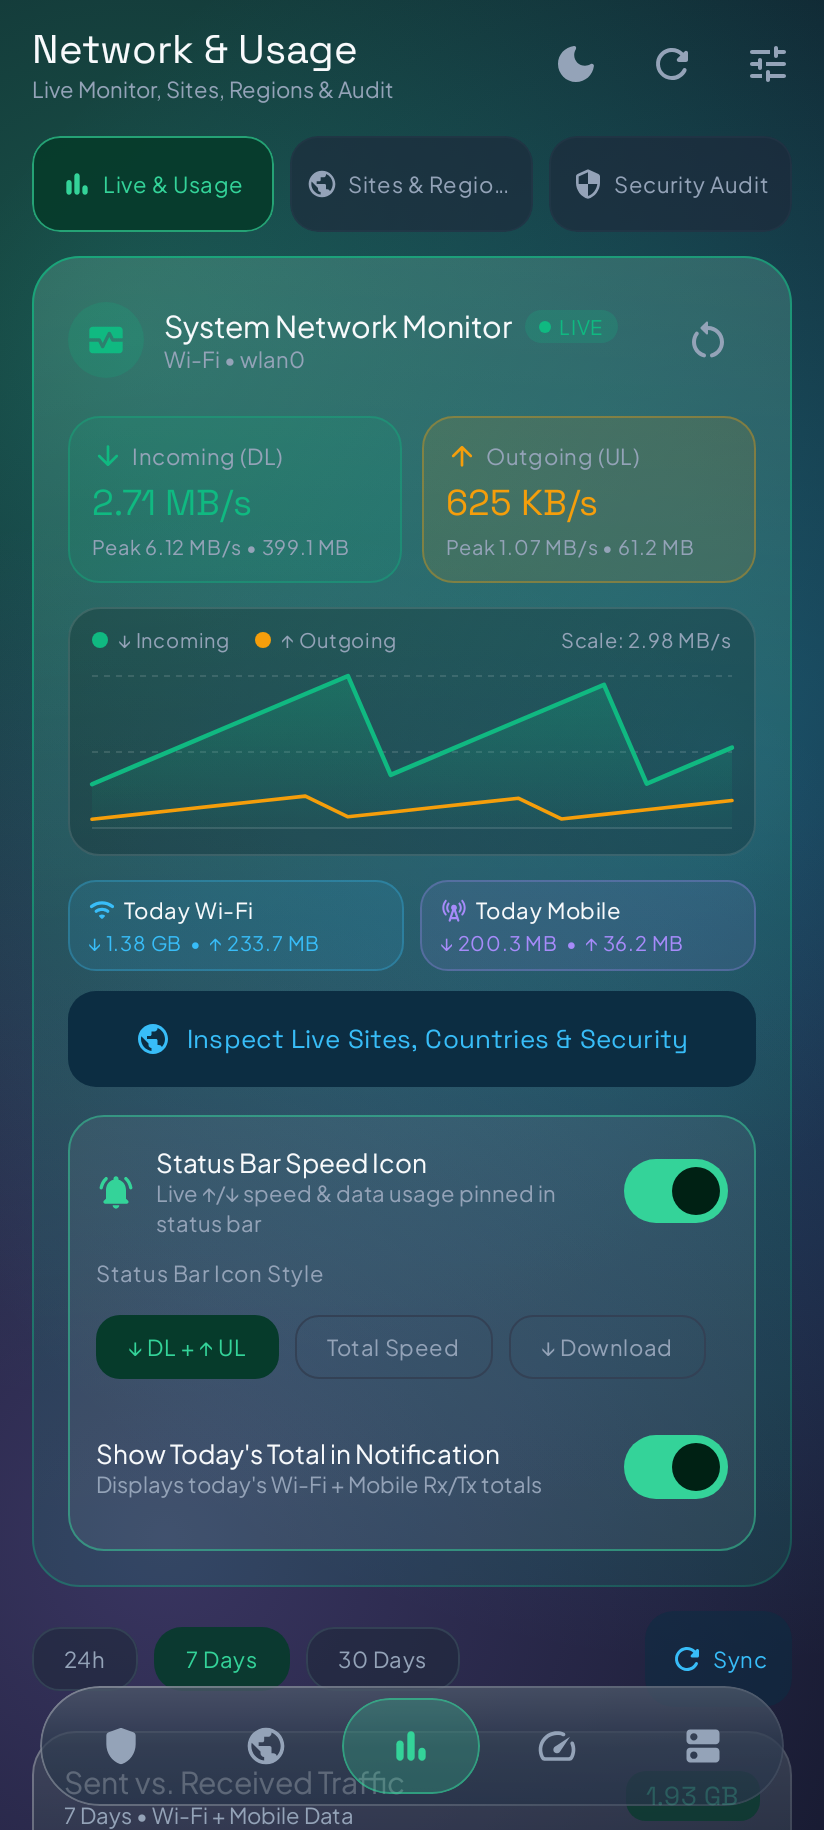 Network & Usage
Live Monitor, Sites, Regions & Audit
Live & Usage
Sites & Regio...
Security Audit
System Network Monitor
LIVE
Wi-Fi • wlan0
↓ Incoming (DL)
2.71 MB/s
Peak 6.12 MB/s • 399.1 MB
↑ Outgoing (UL)
625 KB/s
Peak 1.07 MB/s • 61.2 MB
↓ Incoming
↑ Outgoing
Scale: 2.98 MB/s
Today Wi-Fi
↓ 1.38 GB • ↑ 233.7 MB
Today Mobile
↓ 200.3 MB • ↑ 36.2 MB
Inspect Live Sites, Countries & Security
Status Bar Speed Icon
Live ↑/↓ speed & data usage pinned in
status bar
Status Bar Icon Style
↓ DL + ↑ UL
Total Speed
↓ Download
Show Today's Total in Notification
Displays today's Wi-Fi + Mobile Rx/Tx totals
24h
7 Days
30 Days
Sync
Sent vs. Received Traffic
1.93 GB
7 Days • Wi-Fi + Mobile Data